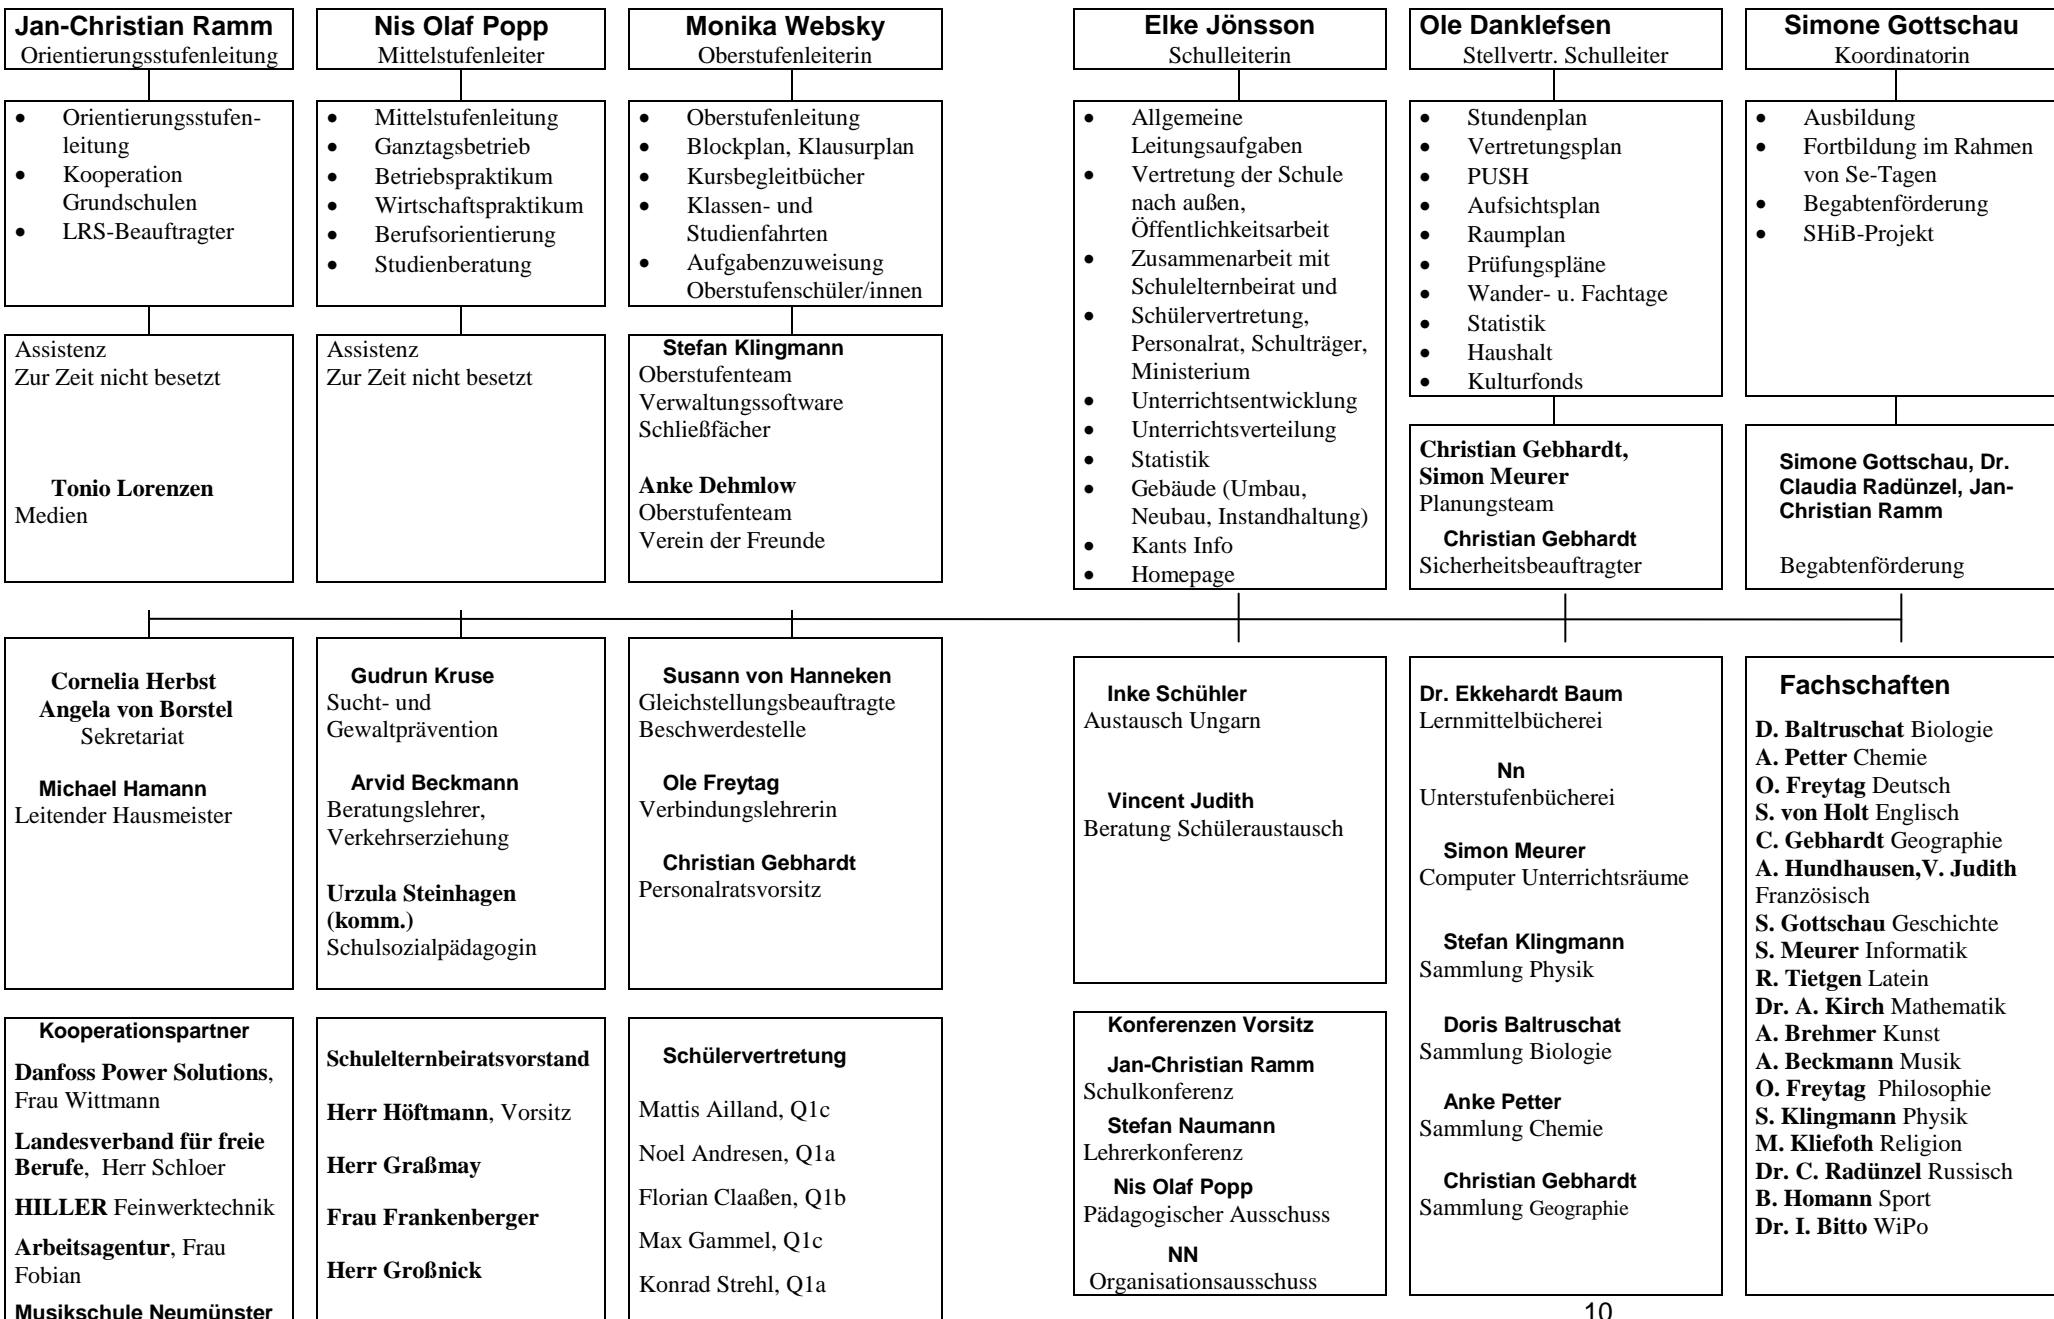 Jan-Christian Ramm
Orientierungsstufenleitung
• Orientierungsstufen-
leitung
• Kooperation
Grundschulen
• LRS-Beauftragter
Assistenz
Zur Zeit nicht besetzt
Tonio Lorenzen
Medien
Nis Olaf Popp
Mittelstufenleiter
• Mittelstufenleitung
• Ganztagsbetrieb
• Betriebspraktikum
• Wirtschaftspraktikum
• Berufsorientierung
• Studienberatung
Assistenz
Zur Zeit nicht besetzt
Monika Websky
Oberstufenleiterin
• Oberstufenleitung
• Blockplan, Klausurplan
• Kursbegleitbücher
• Klassen- und
Studienfahrten
• Aufgabenzuweisung
Oberstufenschüler/innen
Stefan Klingmann
Oberstufenteam
Verwaltungssoftware
Schließfächer
Anke Dehmlow
Oberstufenteam
Verein der Freunde
Elke Jönsson
Schulleiterin
• Allgemeine
Leitungsaufgaben
• Vertretung der Schule
nach außen,
Öffentlichkeitsarbeit
• Zusammenarbeit mit
Schulelternbeirat und
• Schülervertretung,
Personalrat, Schulträger,
Ministerium
• Unterrichtsentwicklung
• Unterrichtsverteilung
• Statistik
• Gebäude (Umbau,
Neubau, Instandhaltung)
• Kants Info
• Homepage
Ole Danklefsen
Stellvertr. Schulleiter
• Stundenplan
• Vertretungsplan
• PUSH
• Aufsichtsplan
• Raumplan
• Prüfungspläne
• Wander- u. Fachtage
• Statistik
• Haushalt
• Kulturfonds
Christian Gebhardt,
Simon Meurer
Planungsteam
Christian Gebhardt
Sicherheitsbeauftragter
Simone Gottschau
Koordinatorin
• Ausbildung
• Fortbildung im Rahmen
von Se-Tagen
• Begabtenförderung
• SHiB-Projekt
Simone Gottschau, Dr.
Claudia Radünzel, Jan-
Christian Ramm
Begabtenförderung
Cornelia Herbst
Angela von Borstel
Sekretariat
Michael Hamann
Leitender Hausmeister
Gudrun Kruse
Sucht- und
Gewaltprävention
Arvid Beckmann
Beratungslehrer,
Verkehrserziehung
Urzula Steinhagen
(komm.)
Schulsozialpädagogin
Susann von Hanneken
Gleichstellungsbeauftragte
Beschwerdestelle
Ole Freytag
Verbindungslehrerin
Christian Gebhardt
Personalratsvorsitz
Inke Schühler
Austausch Ungarn
Vincent Judith
Beratung Schüleraustausch
Dr. Ekkehardt Baum
Lernmittelbücherei
Nn
Unterstufenbücherei
Simon Meurer
Computer Unterrichtsräume
Stefan Klingmann
Sammlung Physik
Doris Baltruschat
Sammlung Biologie
Anke Petter
Sammlung Chemie
Christian Gebhardt
Sammlung Geographie
Fachschaften
D. Baltruschat Biologie
A. Petter Chemie
O. Freytag Deutsch
S. von Holt Englisch
C. Gebhardt Geographie
A. Hundhausen,V. Judith
Französisch
S. Gottschau Geschichte
S. Meurer Informatik
R. Tietgen Latein
Dr. A. Kirch Mathematik
A. Brehmer Kunst
A. Beckmann Musik
O. Freytag Philosophie
S. Klingmann Physik
M. Kliefoth Religion
Dr. C. Radünzel Russisch
B. Homann Sport
Dr. I. Bitto WiPo
Kooperationspartner
Danfoss Power Solutions,
Frau Wittmann
Landesverband für freie
Berufe, Herr Schloer
HILLER Feinwerktechnik
Arbeitsagentur, Frau
Fobian
Musikschule Neumünster
Schulelternbeiratsvorstand
Herr Höftmann, Vorsitz
Herr Graßmay
Frau Frankenberger
Herr Großnick
Schülervertretung
Mattis Ailland, Q1c
Noel Andresen, Q1a
Florian Claaßen, Q1b
Max Gammel, Q1c
Konrad Strehl, Q1a
Konferenzen Vorsitz
Jan-Christian Ramm
Schulkonferenz
Stefan Naumann
Lehrerkonferenz
Nis Olaf Popp
Pädagogischer Ausschuss
NN
Organisationsausschuss
10